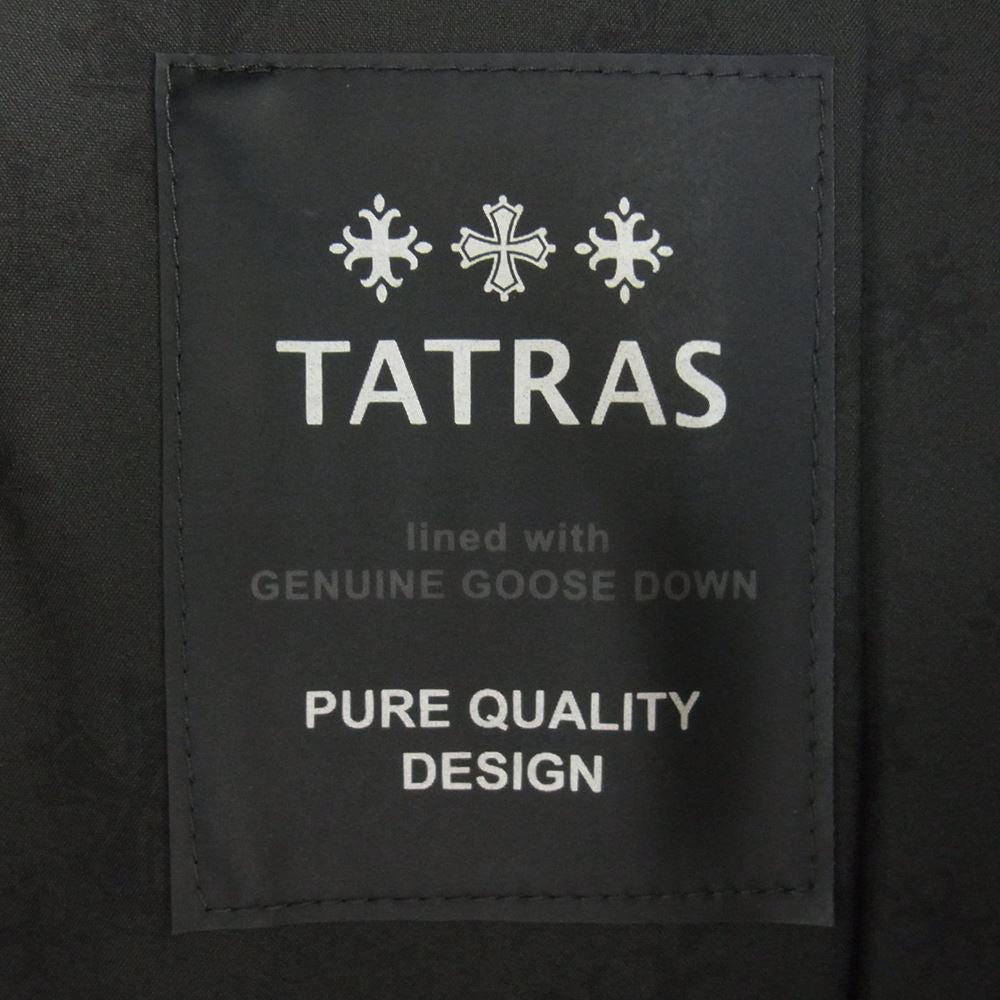 TATRAS
lined with
GENUINE GOOSE DOWN
PURE QUALITY
DESIGN